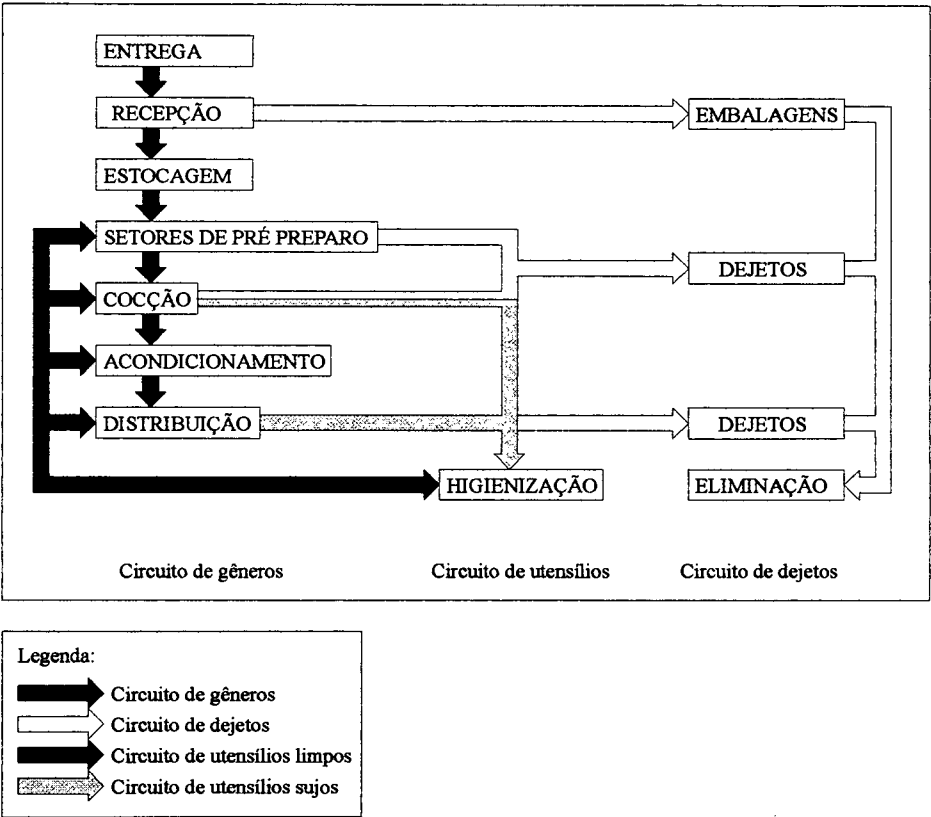 ENTREGA
RECEPÇÃO
EMBALAGENS
ESTOCAGEM
SETORES DE PRÉ PREPARO
DEJETOS
COCÇÃO
ACONDICIONAMENTO
DISTRIBUIÇÃO
DEJETOS
HIGIENIZAÇÃO
ELIMINAÇÃO
Circuito de gêneros
Circuito de utensílios
Circuito de dejetos
Legenda:
Circuito de gêneros
Circuito de dejetos
Circuito de utensílios limpos
Circuito de utensílios sujos